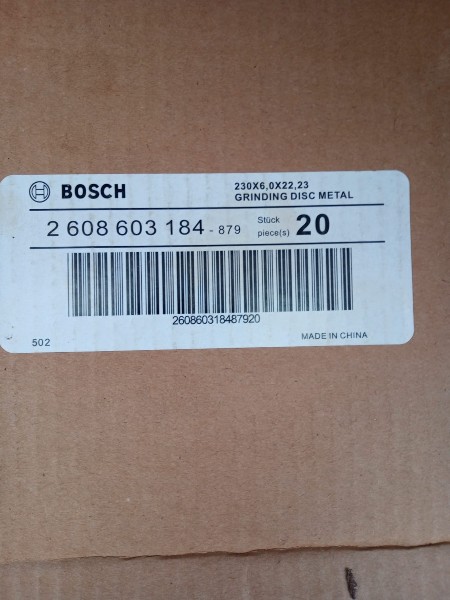 BOSCH
230X6,0X22,23
GRINDING DISC METAL
2 608 603 184 - 879 Stück piece(s) 20
260860318487920
502
MADE IN CHINA